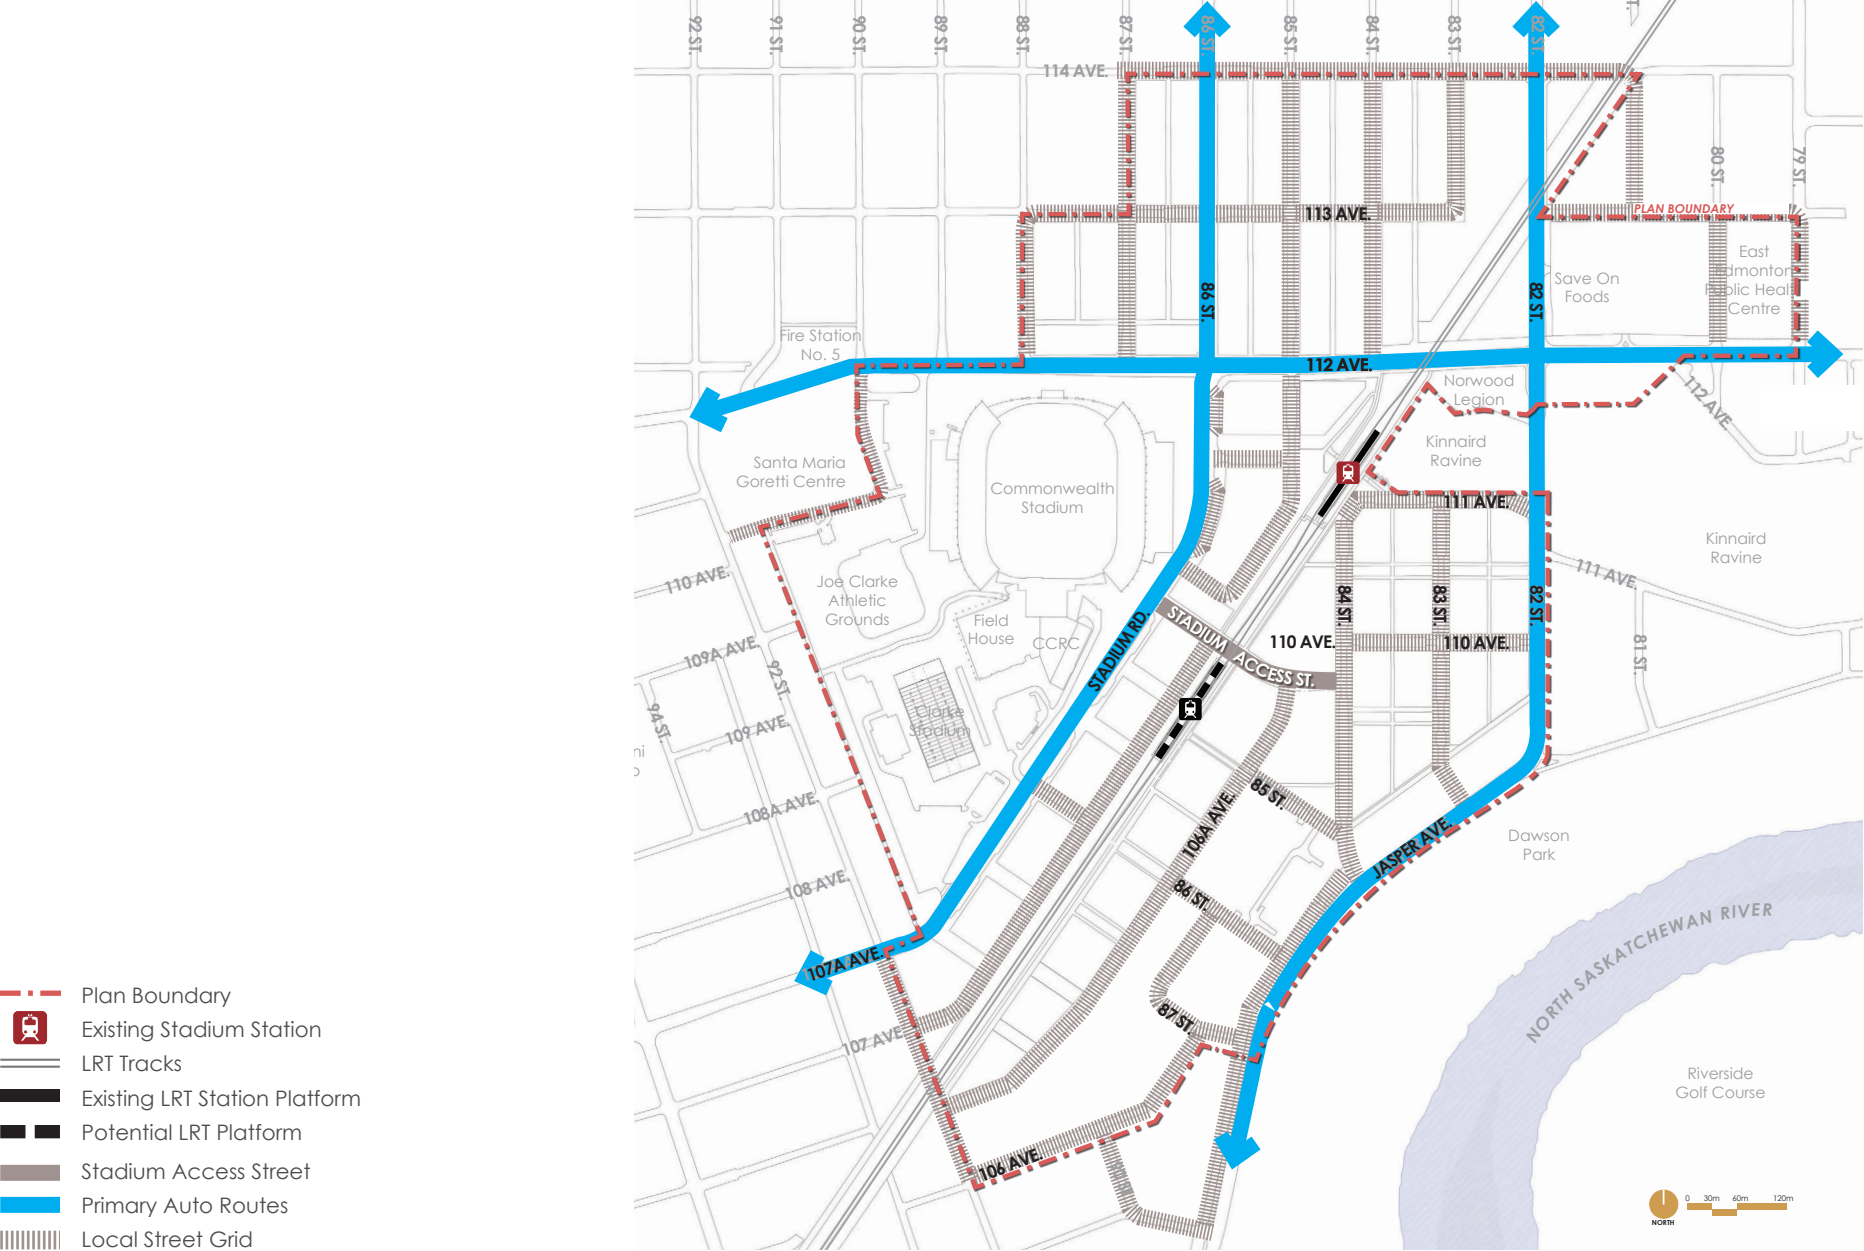 92 ST.
91 ST.
90 ST.
89 ST.
88 ST.
87 ST.
86 ST.
85 ST.
84 ST.
83 ST.
82 ST.
T.
114 AVE.
80 ST.
79 ST.
113 AVE.
PLAN BOUNDARY
East
Edmonton
Public Healt
Centre
Save On
Foods
86 ST.
82 ST.
Fire Station
No. 5
112 AVE.
Norwood
Legion
112 AVE.
Kinnaird
Ravine
Santa Maria
Goretti Centre
Commonwealth
Stadium
111 AVE.
Kinnaird
Ravine
110 AVE.
Joe Clarke
Athletic
Grounds
111 AVE.
84 ST.
83 ST.
82 ST.
Field
House
CCRC
STADIUM RD.
STADIUM ACCESS ST.
110 AVE.
110 AVE.
81 ST.
109A AVE.
92 ST.
94 ST.
109 AVE.
Clarke
Stadium
ni
o
85 ST.
108A AVE.
106A AVE.
JASPER AVE.
Dawson
Park
108 AVE.
86 ST.
NORTH SASKATCHEWAN RIVER
107A AVE.
87 ST.
107 AVE.
Riverside
Golf Course
106 AVE.
Plan Boundary
Existing Stadium Station
LRT Tracks
Existing LRT Station Platform
Potential LRT Platform
Stadium Access Street
Primary Auto Routes
Local Street Grid
0 30m 60m 120m
NORTH